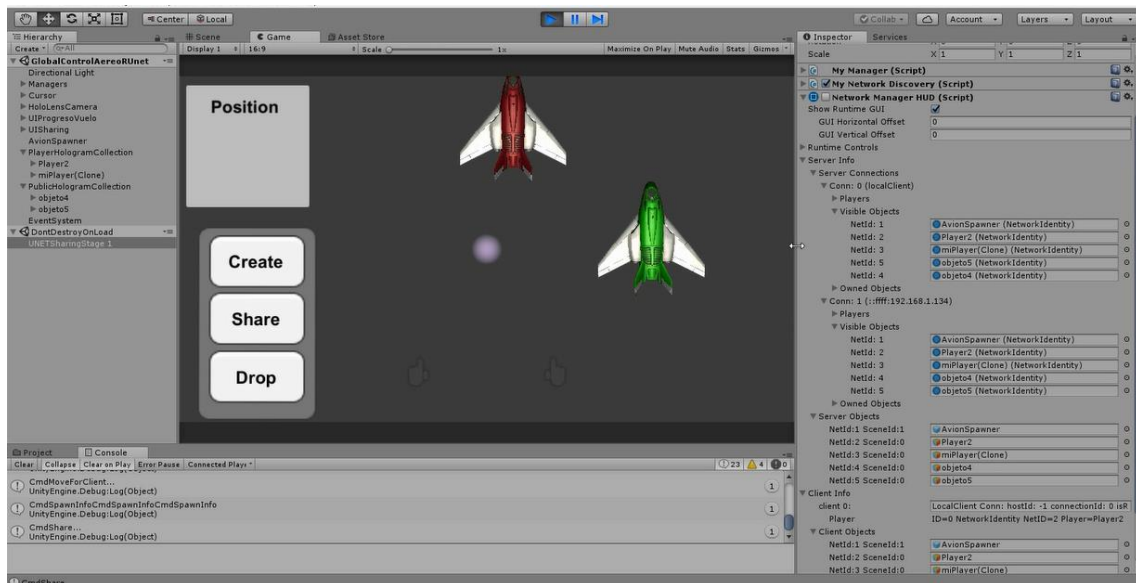 Center Local
Collab Account Layers Layout
Hierarchy
Create All
GlobalControlAereoRUnet
Directional Light
Managers
Cursor
HoloLensCamera
UIProgresoVuelo
UISharing
AvionSpawner
PlayerHologramCollection
Player2
miPlayer(Clone)
PublicHologramCollection
objeto4
objeto5
EventSystem
DontDestroyOnLoad
UNETSharingStage 1
Scene Game Asset Store
Display 1 16:9 Scale 1x Maximize On Play Mute Audio Stats Gizmos
Position
Create
Share
Drop
Project Console
Clear Collapse Clear on Play Error Pause Connected Playe
23 4 0
UnityEngine.Debug:Log(Object)
CmdMoveForClient...
UnityEngine.Debug:Log(Object)
1
CmdSpawnInfoCmdSpawnInfoCmdSpawnInfo
UnityEngine.Debug:Log(Object)
1
CmdShare...
UnityEngine.Debug:Log(Object)
1
CmdShare
Inspector Services
Scale X 1 Y 1 Z 1
My Manager (Script)
My Network Discovery (Script)
Network Manager HUD (Script)
Show Runtime GUI
GUI Horizontal Offset 0
GUI Vertical Offset 0
Runtime Controls
Server Info
Server Connections
Conn: 0 (localClient)
Players
Visible Objects
NetId: 1 AvionSpawner (NetworkIdentity)
NetId: 2 Player2 (NetworkIdentity)
NetId: 3 miPlayer(Clone) (NetworkIdentity)
NetId: 5 objeto5 (NetworkIdentity)
NetId: 4 objeto4 (NetworkIdentity)
Owned Objects
Conn: 1 (::ffff:192.168.1.134)
Players
Visible Objects
NetId: 1 AvionSpawner (NetworkIdentity)
NetId: 2 Player2 (NetworkIdentity)
NetId: 3 miPlayer(Clone) (NetworkIdentity)
NetId: 4 objeto4 (NetworkIdentity)
NetId: 5 objeto5 (NetworkIdentity)
Owned Objects
Server Objects
NetId:1 SceneId:1 AvionSpawner
NetId:2 SceneId:0 Player2
NetId:3 SceneId:0 miPlayer(Clone)
NetId:4 SceneId:0 objeto4
NetId:5 SceneId:0 objeto5
Client Info
client 0: LocalClient Conn: hostId: -1 connectionId: 0 isR
Player ID=0 NetworkIdentity NetID=2 Player=Player2
Client Objects
NetId:1 SceneId:1 AvionSpawner
NetId:2 SceneId:0 Player2
NetId:3 SceneId:0 miPlayer(Clone)